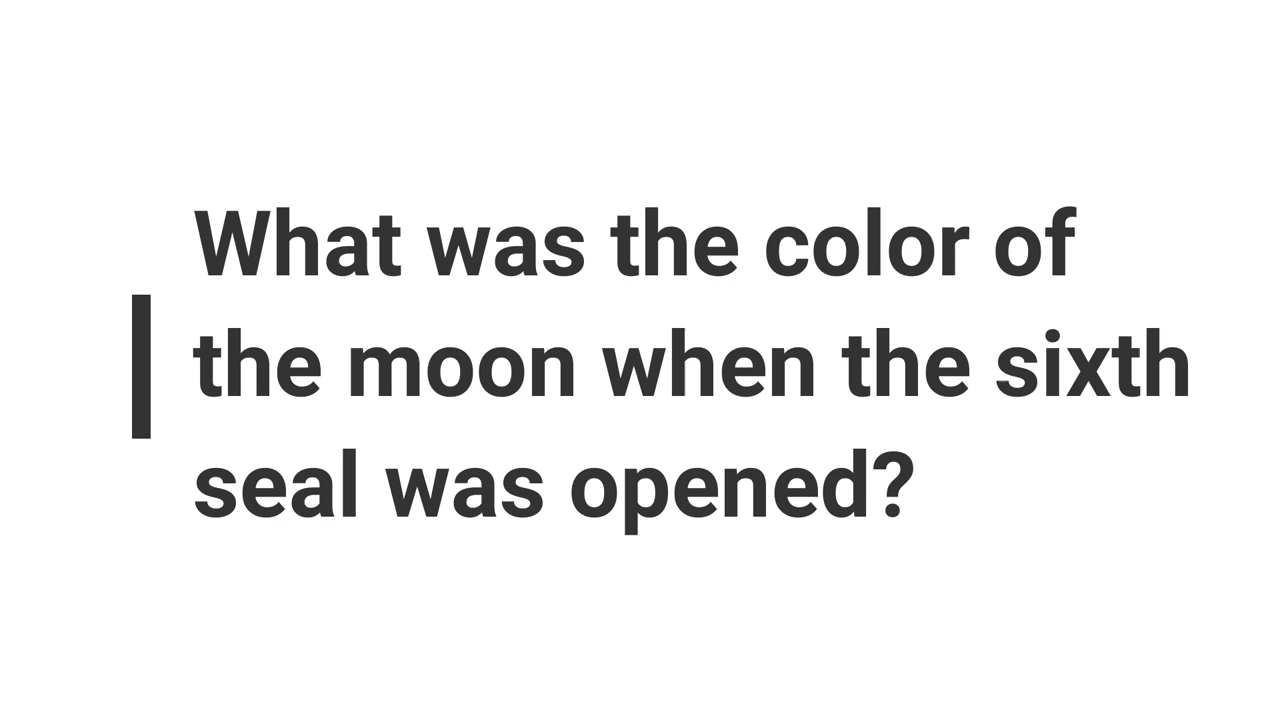 What was the color of
the moon when the sixth
seal was opened?